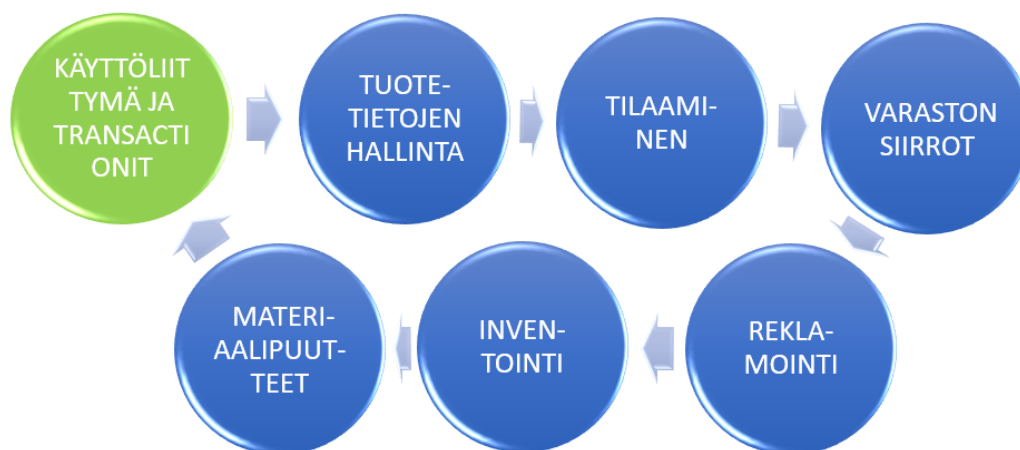 KÄYTTÖLIIT
TYMÄ JA
TRANSACTI
ONIT
TUOTE-
TIETOJEN
HALLINTA
TILAAMI-
NEN
VARASTON
SIIRROT
REKLA-
MOINTI
INVEN-
TOINTI
MATERI-
AALIPUUT-
TEET